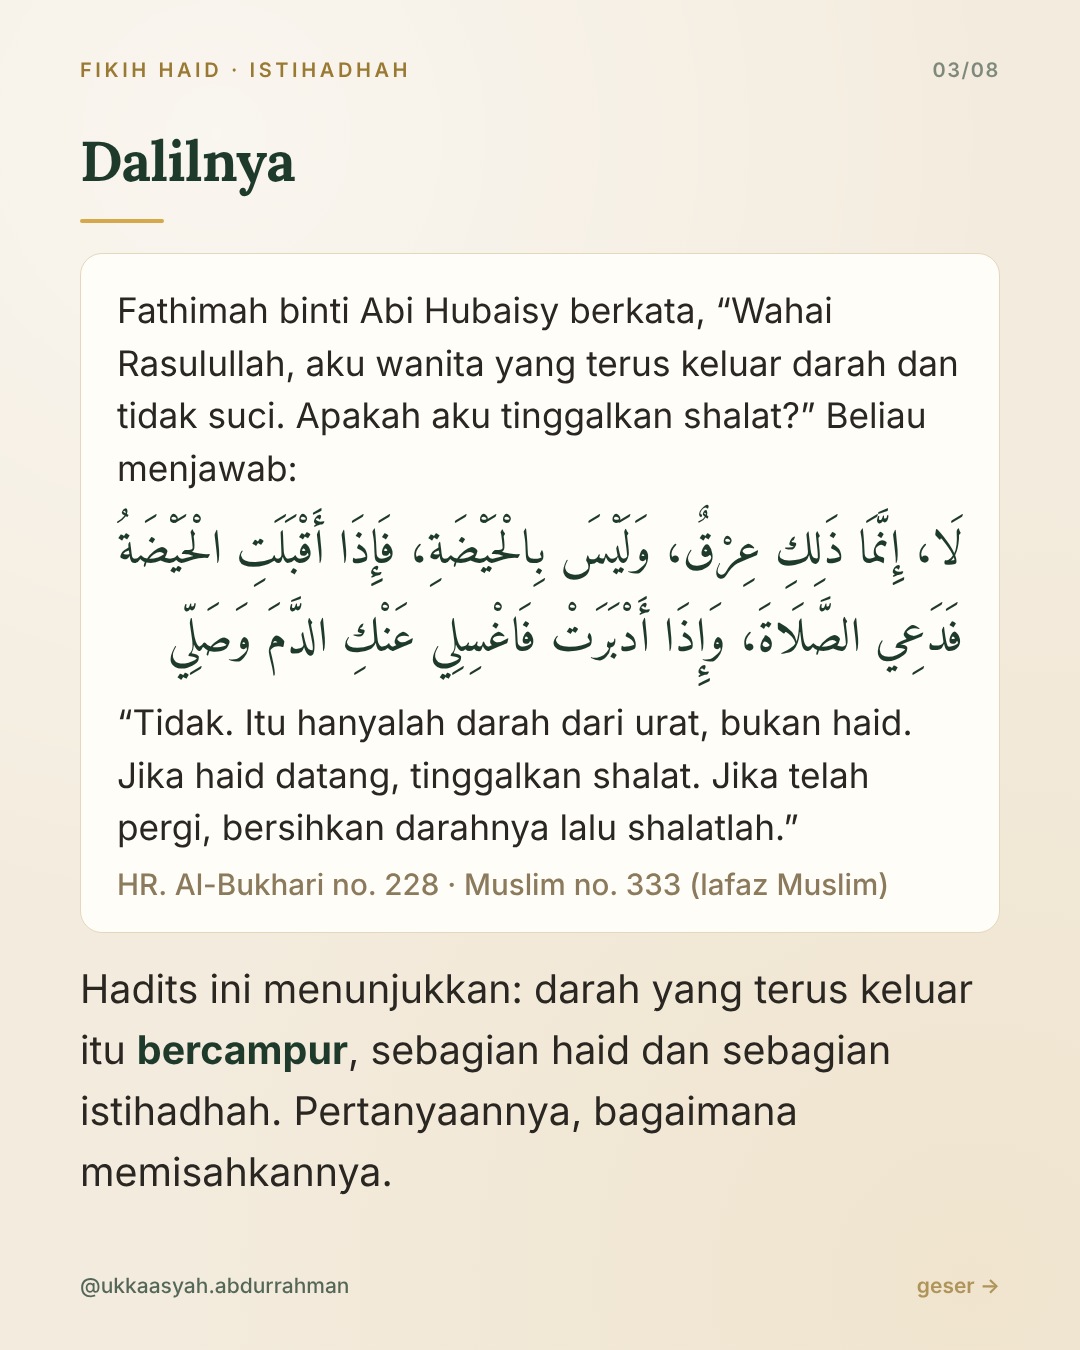 FIKIH HAID · ISTIHADHAH
03/08
Dalilnya
Fathimah binti Abi Hubaisy berkata, “Wahai
Rasulullah, aku wanita yang terus keluar darah dan
tidak suci. Apakah aku tinggalkan shalat?” Beliau
menjawab:
لَا، إِنَّمَا ذَلِكِ عِرْقٌ، وَلَيْسَ بِالْحَيْضَةِ، فَإِذَا أَقْبَلَتِ الْحَيْضَةُ
فَدَعِي الصَّلَاةَ، وَإِذَا أَدْبَرَتْ فَاغْسِلِي عَنْكِ الدَّمَ وَصَلِّي
“Tidak. Itu hanyalah darah dari urat, bukan haid.
Jika haid datang, tinggalkan shalat. Jika telah
pergi, bersihkan darahnya lalu shalatlah.”
HR. Al-Bukhari no. 228 · Muslim no. 333 (lafaz Muslim)
Hadits ini menunjukkan: darah yang terus keluar
itu bercampur, sebagian haid dan sebagian
istihadhah. Pertanyaannya, bagaimana
memisahkannya.
@ukkaasyah.abdurrahman
geser →